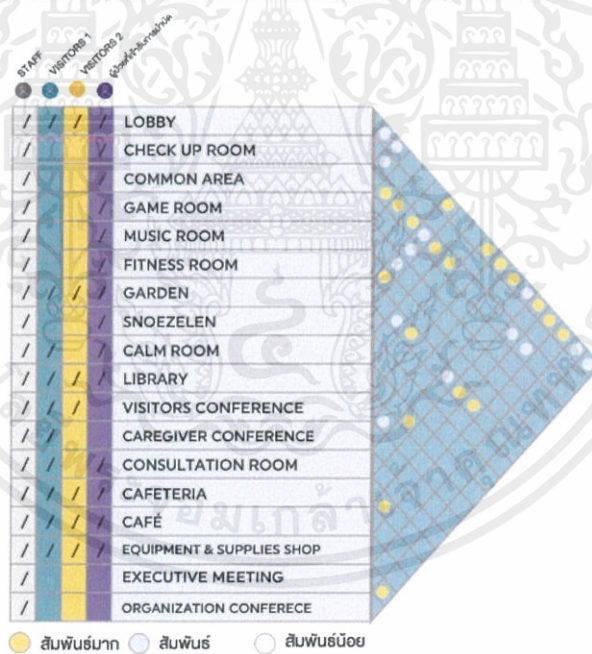 STAFF
VISITORS 1
VISITORS 2
LOBBY
CHECK UP ROOM
COMMON AREA
GAME ROOM
MUSIC ROOM
FITNESS ROOM
GARDEN
SNOEZELEN
CALM ROOM
LIBRARY
VISITORS CONFERENCE
CAREGIVER CONFERENCE
CONSULTATION ROOM
CAFETERIA
CAFÉ
EQUIPMENT & SUPPLIES SHOP
EXECUTIVE MEETING
ORGANIZATION CONFERECE
สัมพันธ์มาก สัมพันธ์ สัมพันธ์น้อย